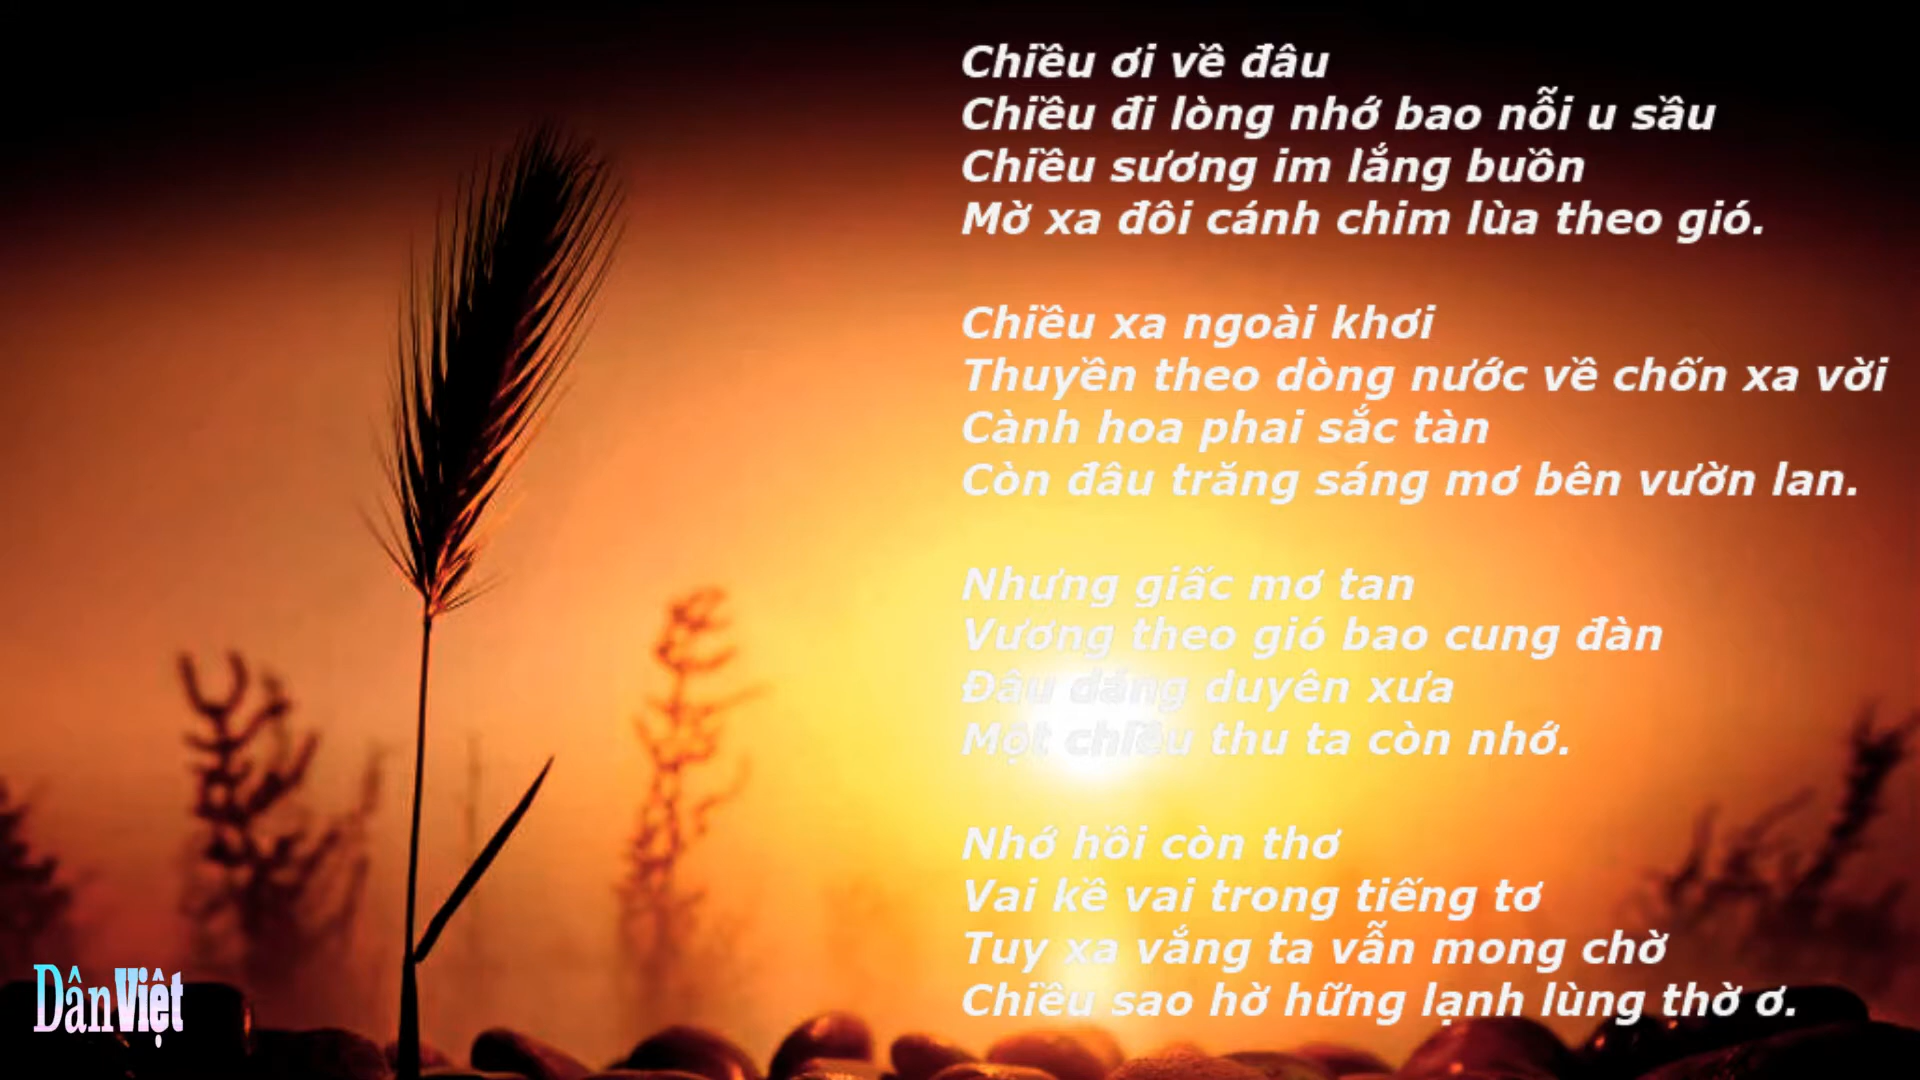 Chiều ơi về đâu
Chiều đi lòng nhớ bao nỗi u sầu
Chiều sương im lắng buồn
Mờ xa đôi cánh chim lùa theo gió.
Chiều xa ngoài khơi
Thuyền theo dòng nước về chốn xa vời
Cành hoa phai sắc tàn
Còn đâu trăng sáng mơ bên vườn lan.
Nhưng giấc mơ tan
Vương theo gió bao cung đàn
Đâu dáng duyên xưa
Một chiều thu ta còn nhớ.
Nhớ hồi còn thơ
Vai kề vai trong tiếng tơ
Tuy xa vắng ta vẫn mong chờ
Chiều sao hờ hững lạnh lùng thờ ơ.
DânViệt